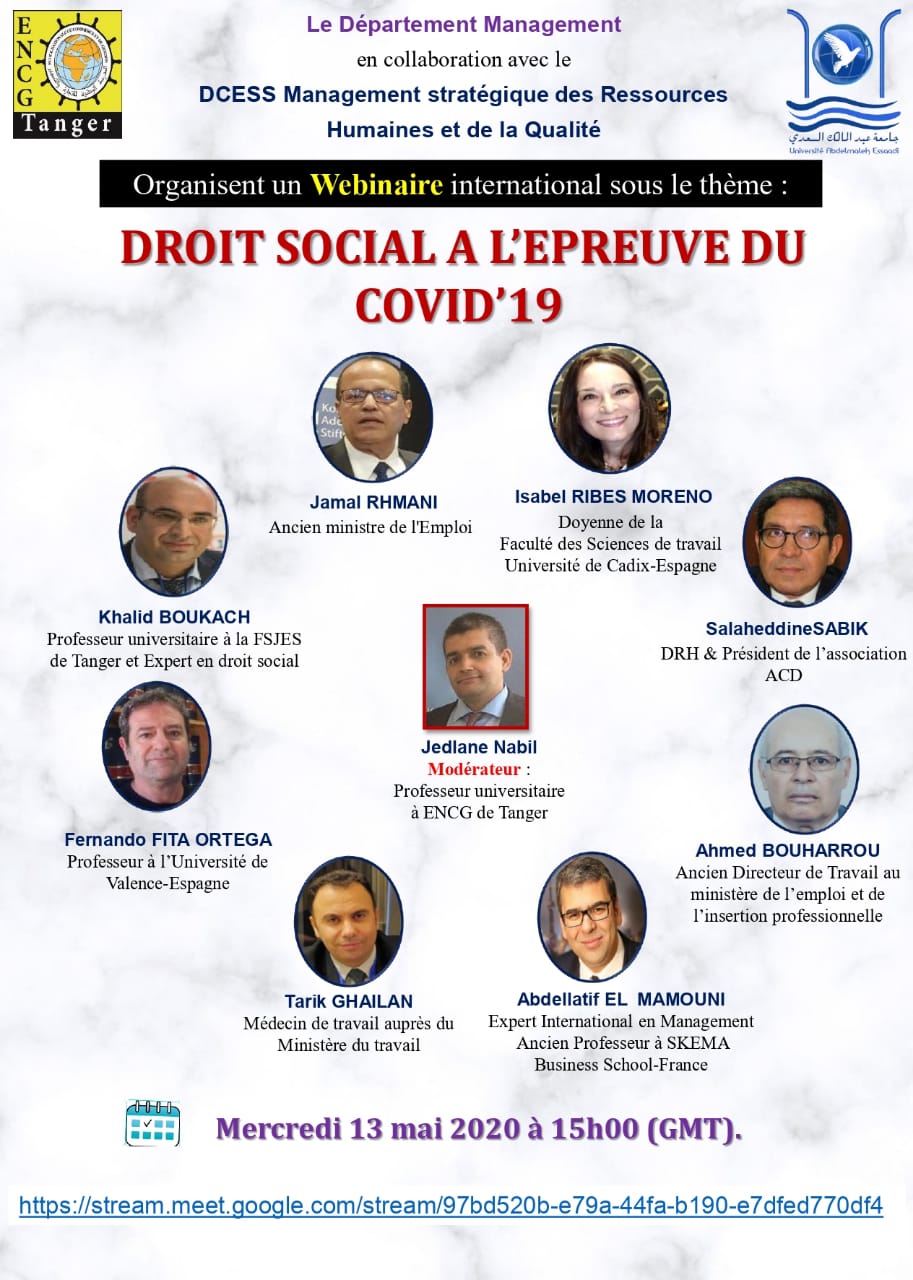 E
N
C
G
Tanger
Le Département Management
en collaboration avec le
DCESS Management stratégique des Ressources
Humaines et de la Qualité
جامعة عبد المالك السعدي
Université Abdelmalek Essaadi
Organisent un Webinaire international sous le thème :
DROIT SOCIAL A L’EPREUVE DU
COVID’19
Jamal RHMANI
Ancien ministre de l'Emploi
Isabel RIBES MORENO
Doyenne de la
Faculté des Sciences de travail
Université de Cadix-Espagne
Khalid BOUKACH
Professeur universitaire à la FSJES
de Tanger et Expert en droit social
SalaheddineSABIK
DRH & Président de l’association
ACD
Jedlane Nabil
Modérateur :
Professeur universitaire
à ENCG de Tanger
Fernando FITA ORTEGA
Professeur à l’Université de
Valence-Espagne
Ahmed BOUHARROU
Ancien Directeur de Travail au
ministère de l’emploi et de
l’insertion professionnelle
Tarik GHAILAN
Médecin de travail auprès du
Ministère du travail
Abdellatif EL MAMOUNI
Expert International en Management
Ancien Professeur à SKEMA
Business School-France
Mercredi 13 mai 2020 à 15h00 (GMT).
https://stream.meet.google.com/stream/97bd520b-e79a-44fa-b190-e7dfed770df4